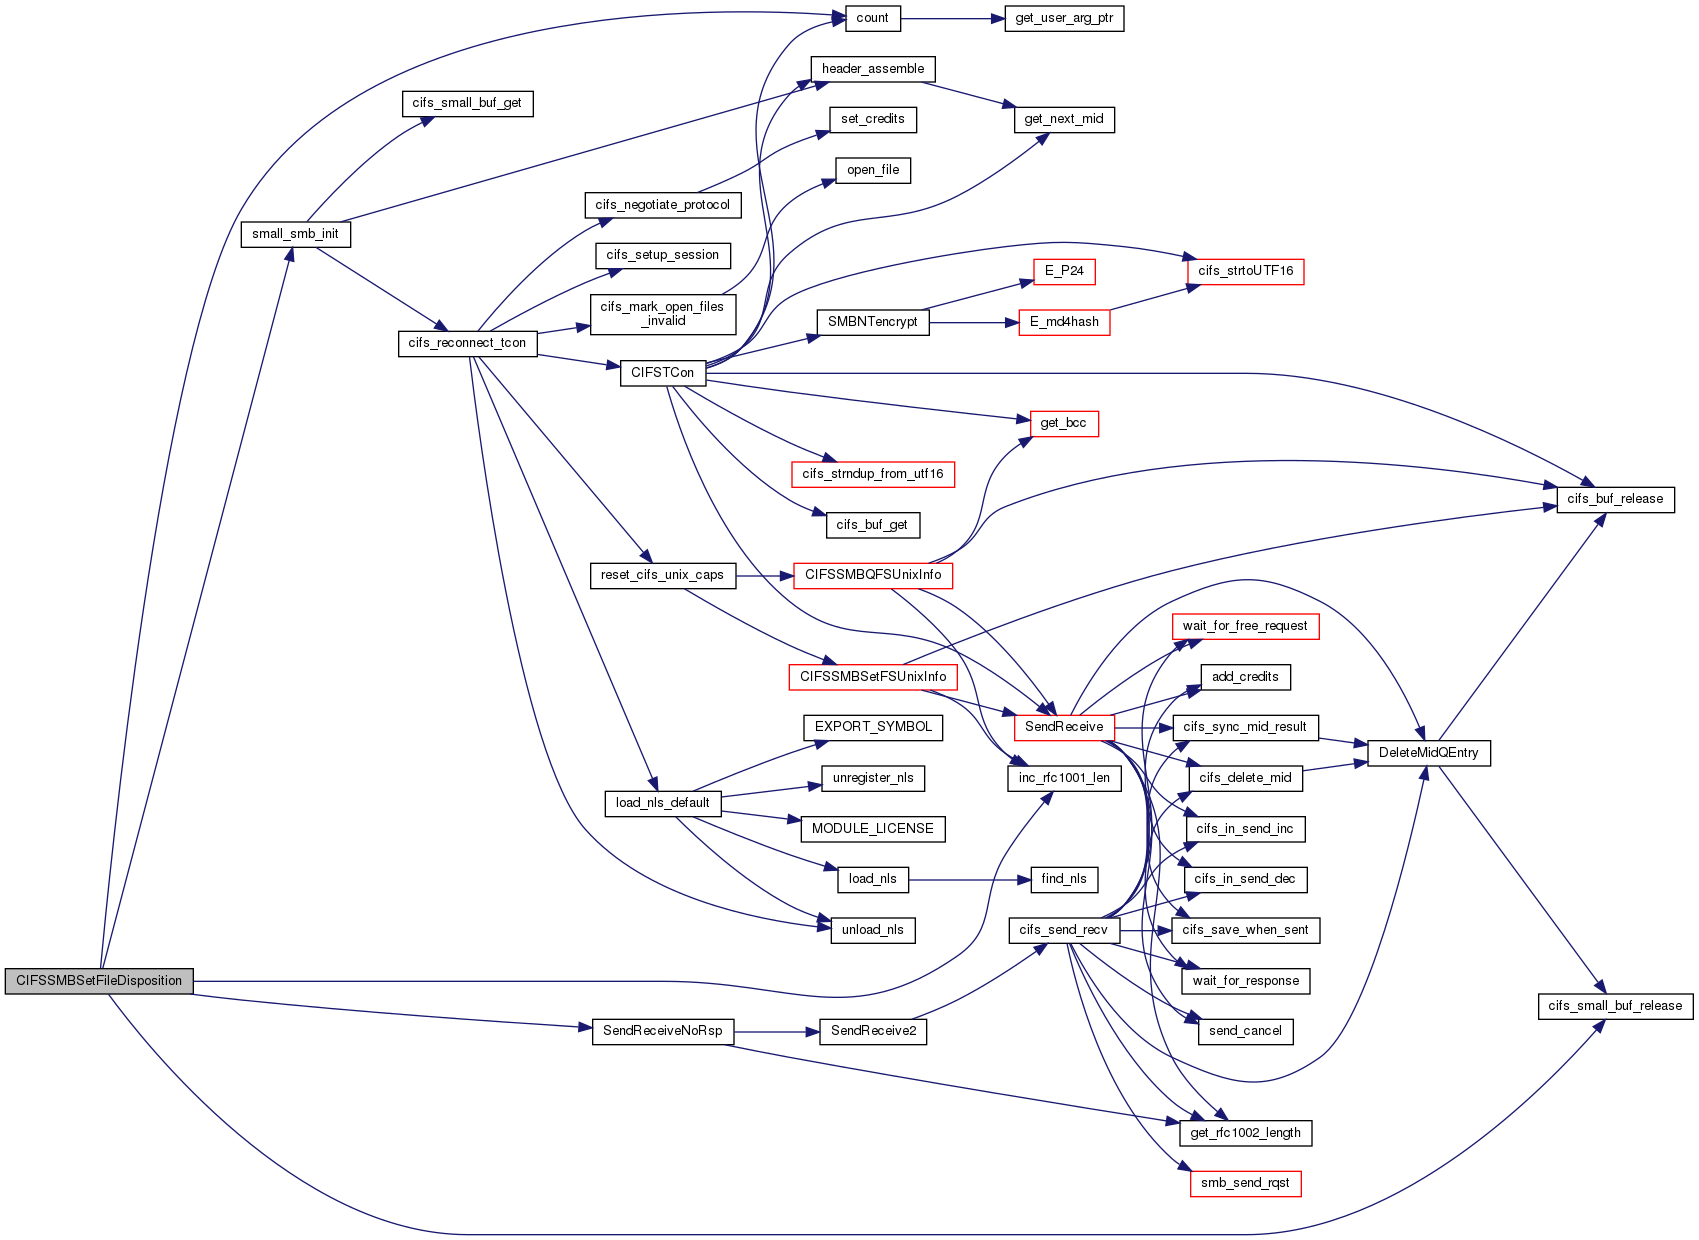 count
get_user_arg_ptr
header_assemble
cifs_small_buf_get
set_credits
get_next_mid
open_file
cifs_negotiate_protocol
small_smb_init
cifs_setup_session
E_P24
cifs_strtoUTF16
cifs_mark_open_files
_invalid
SMBNTencrypt
E_md4hash
cifs_reconnect_tcon
CIFSTCon
get_bcc
cifs_strndup_from_utf16
cifs_buf_release
cifs_buf_get
reset_cifs_unix_caps
CIFSSMBQFSUnixInfo
wait_for_free_request
CIFSSMBSetFSUnixInfo
add_credits
EXPORT_SYMBOL
SendReceive
cifs_sync_mid_result
DeleteMidQEntry
unregister_nls
inc_rfc1001_len
cifs_delete_mid
load_nls_default
MODULE_LICENSE
cifs_in_send_inc
load_nls
find_nls
cifs_in_send_dec
unload_nls
cifs_send_recv
cifs_save_when_sent
CIFSSMBSetFileDisposition
wait_for_response
cifs_small_buf_release
SendReceiveNoRsp
SendReceive2
send_cancel
get_rfc1002_length
smb_send_rqst